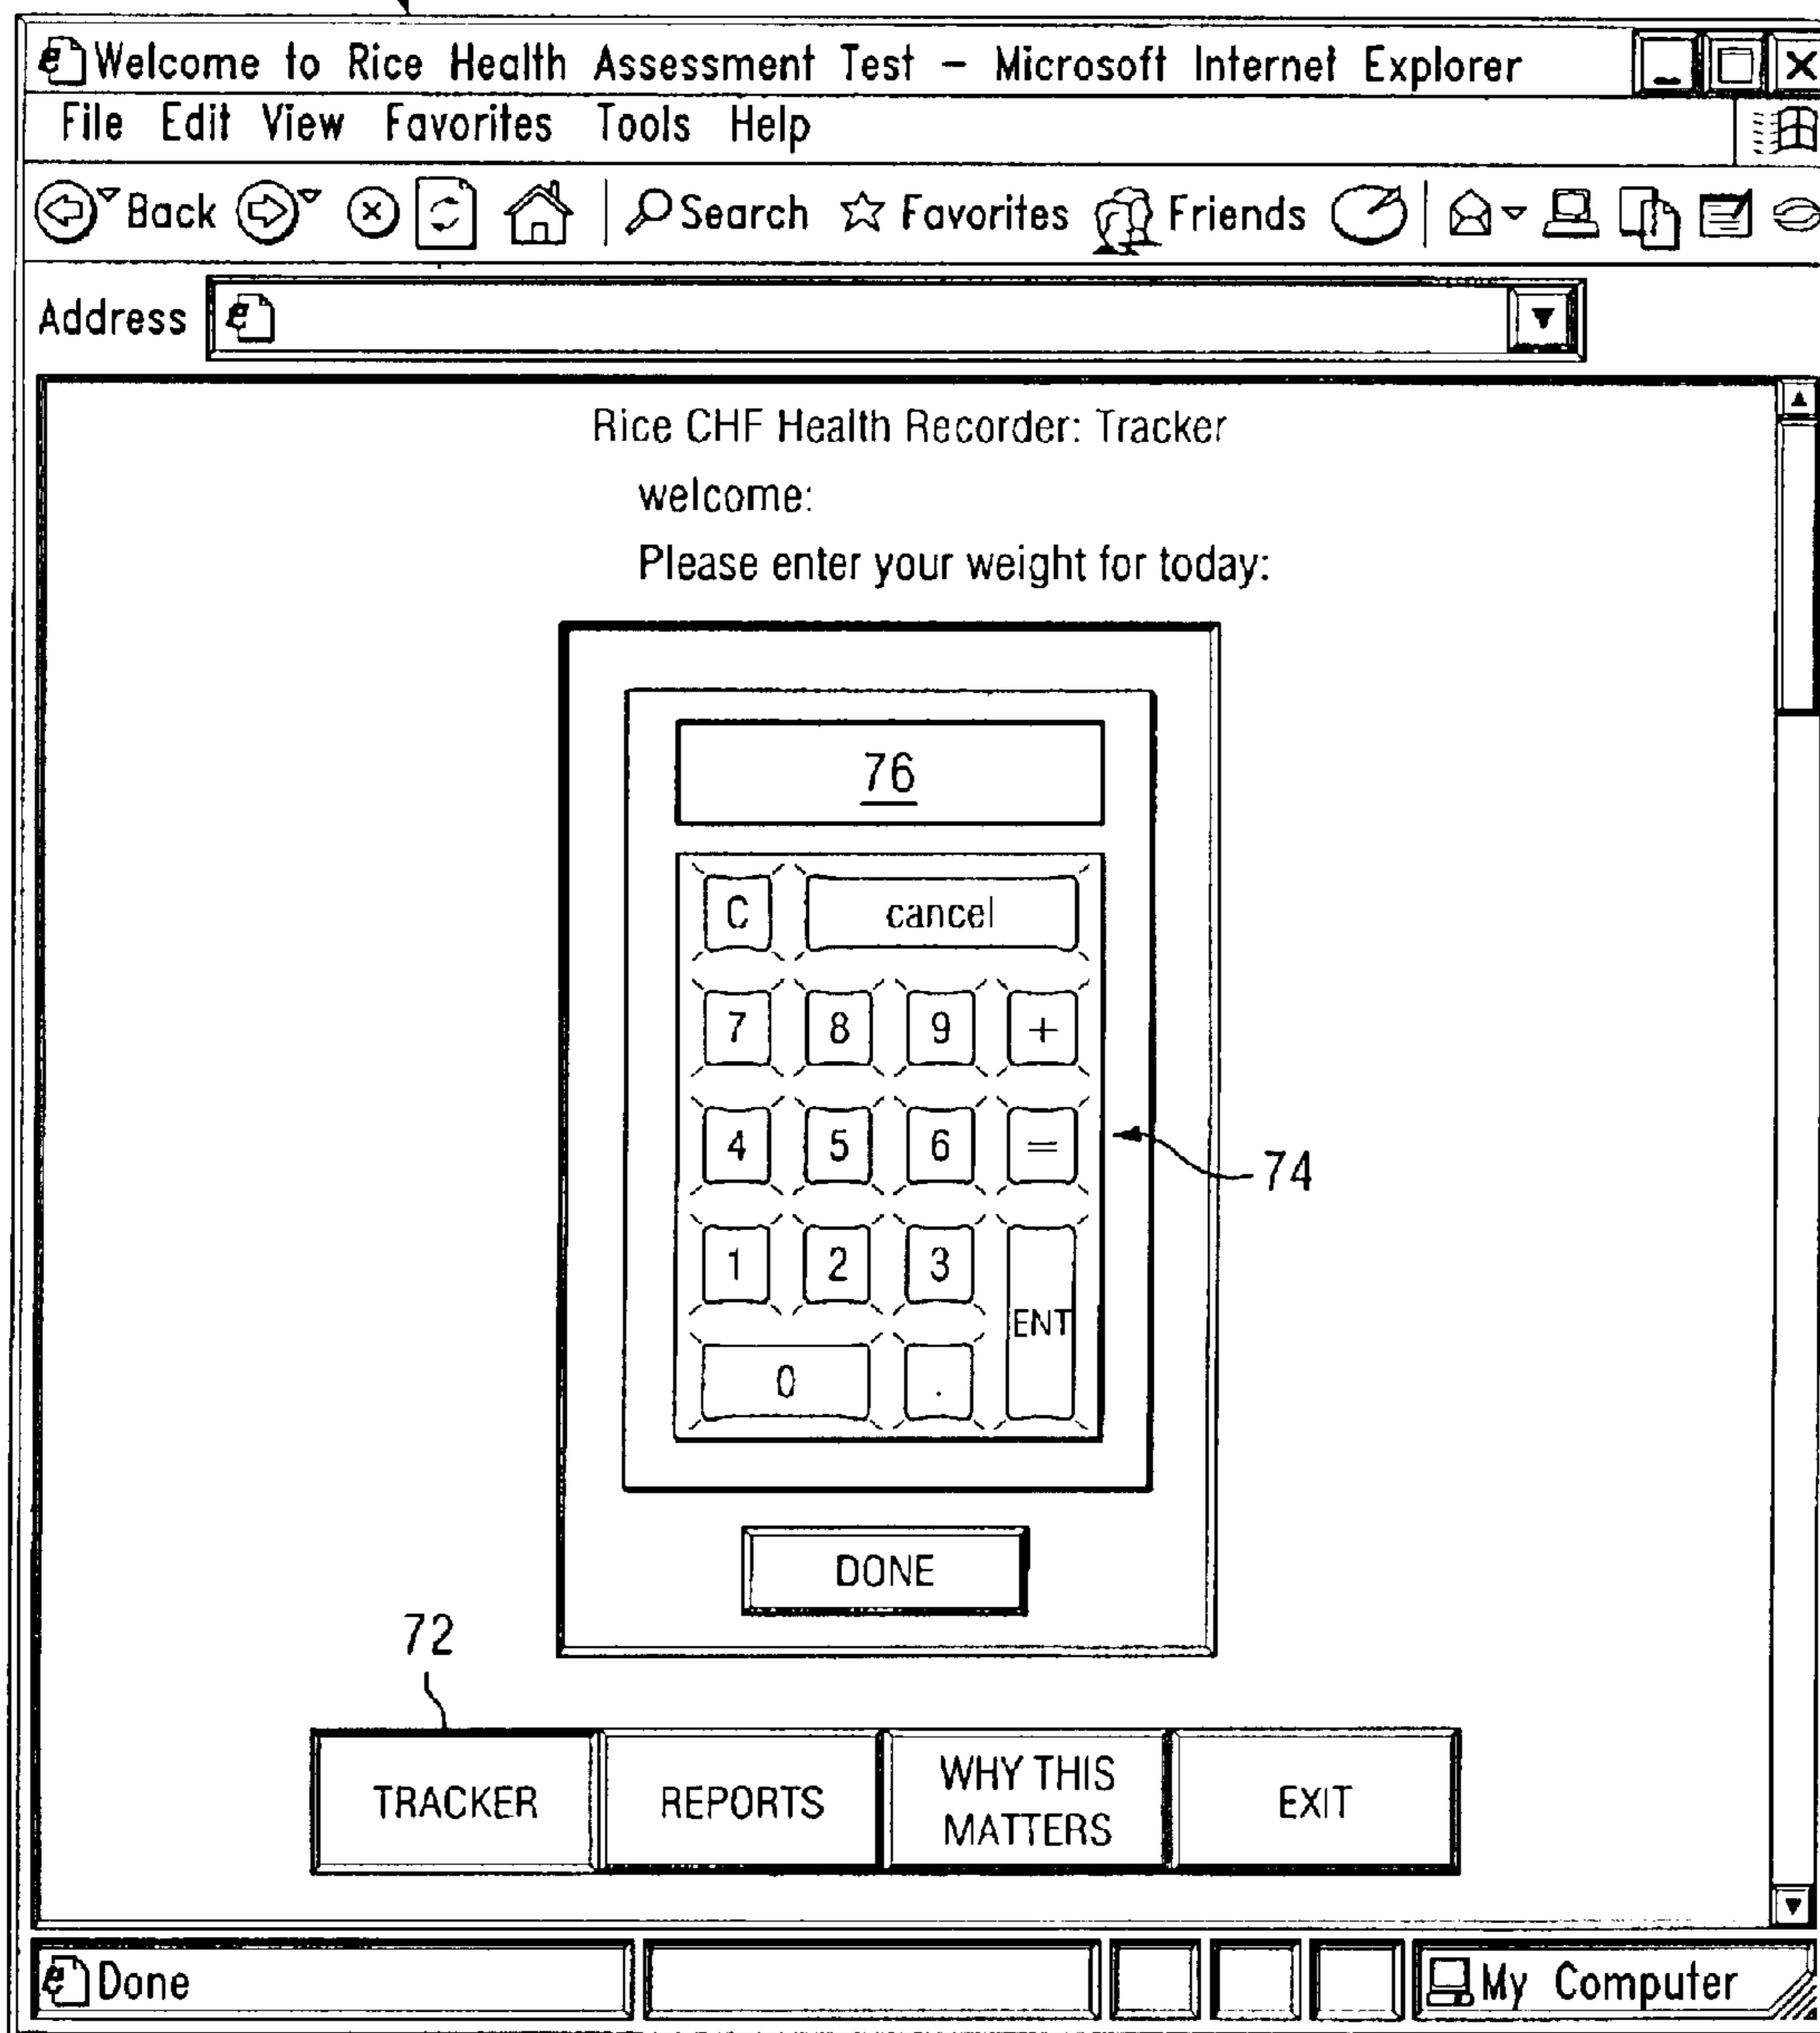 Welcome to Rice Health Assessment Test – Microsoft Internet Explorer
File Edit View Favorites Tools Help
Back Search Favorites Friends
Address
Rice CHF Health Recorder: Tracker
welcome:
Please enter your weight for today:
76
C cancel
7 8 9 +
4 5 6 =
74
1 2 3
ENT
0 .
DONE
72
TRACKER REPORTS WHY THIS MATTERS EXIT
Done My Computer